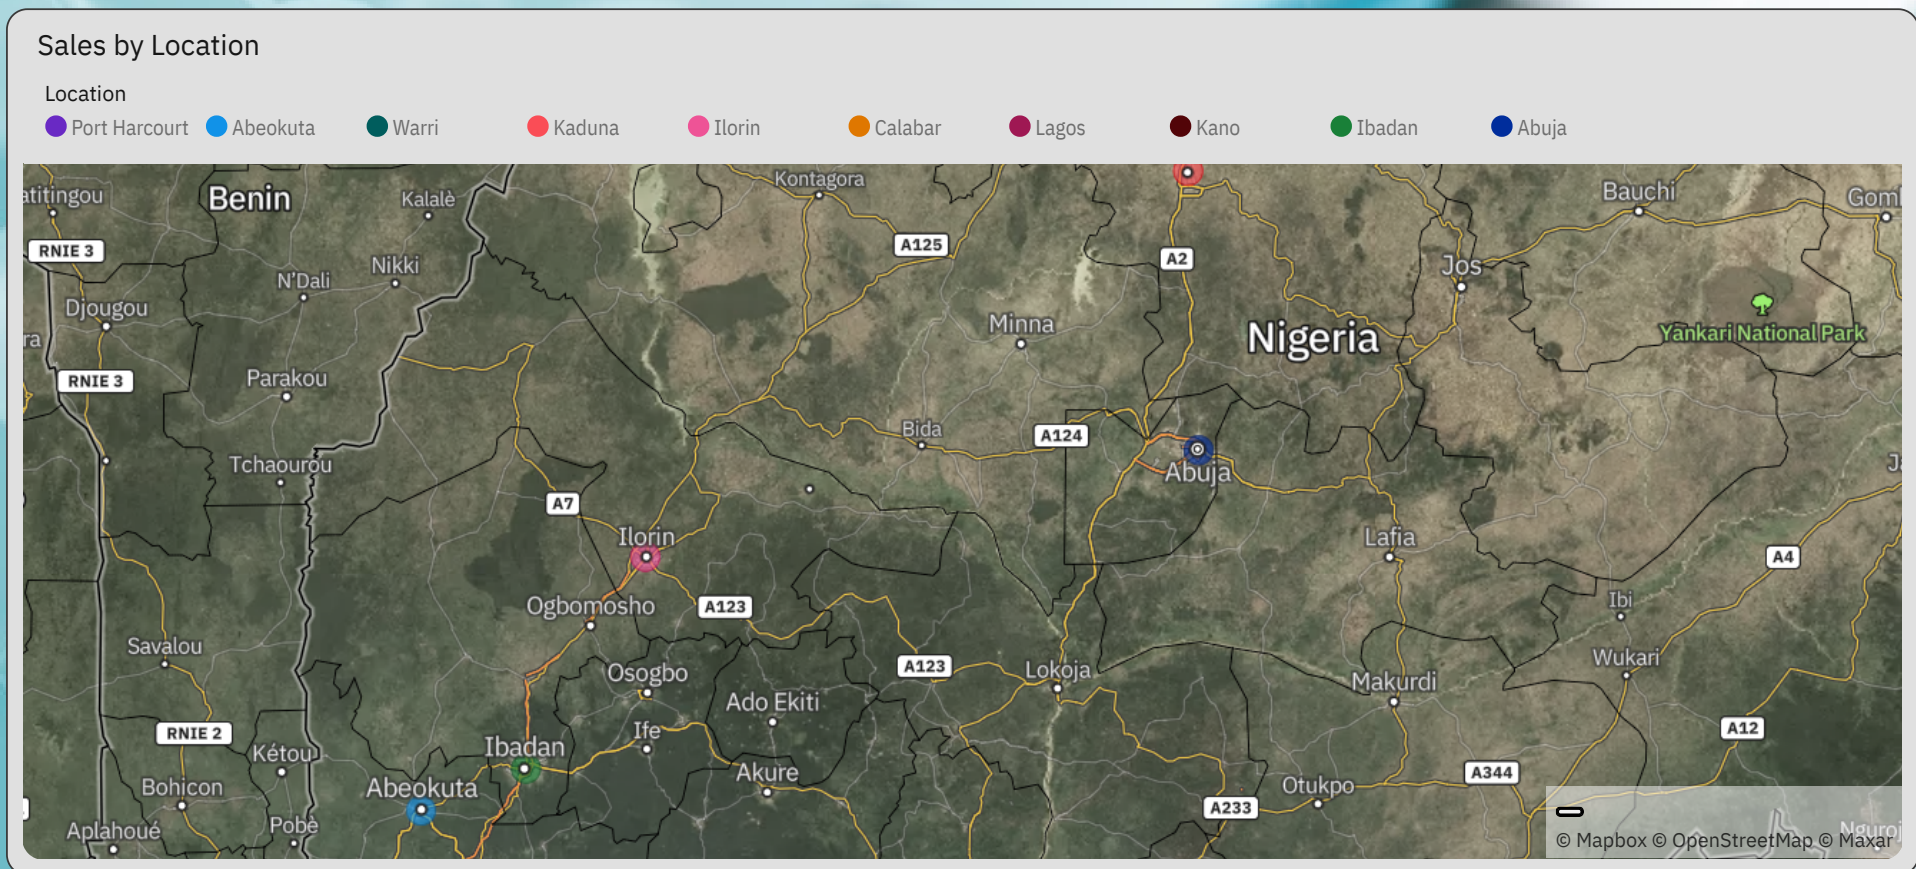 Sales by Location
Location
Port Harcourt Abeokuta Warri Kaduna Ilorin Calabar Lagos Kano Ibadan Abuja
atitingou
Benin
Kalalè
Kontagora
Bauchi
RNIE 3
A125
A2
Jos
Nikki
N'Dali
Djougou
Minna
Nigeria
Yankari National Park
RNIE 3
Parakou
Bida
A124
Tchaourou
Abuja
A7
Ilorin
Lafia
A4
Ogbomosho
A123
Ibi
Savalou
Osogbo
A123
Lokoja
Wukari
Makurdi
Ado Ekiti
RNIE 2
Ife
A12
Kétou
Ibadan
Bohicon
Abeokuta
Akure
A344
Otukpo
A233
Aplahoué
Pobè
© Mapbox © OpenStreetMap © Maxar